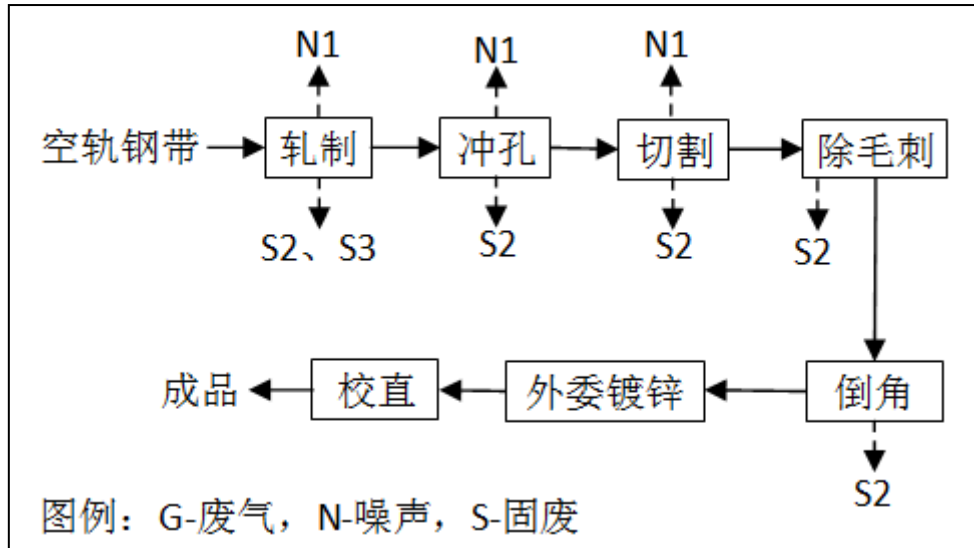 N1 N1 N1
空轨钢带 轧制 冲孔 切割 除毛刺
S2、S3 S2 S2 S2
成品 校直 外委镀锌 倒角
S2
图例：G-废气，N-噪声，S-固废